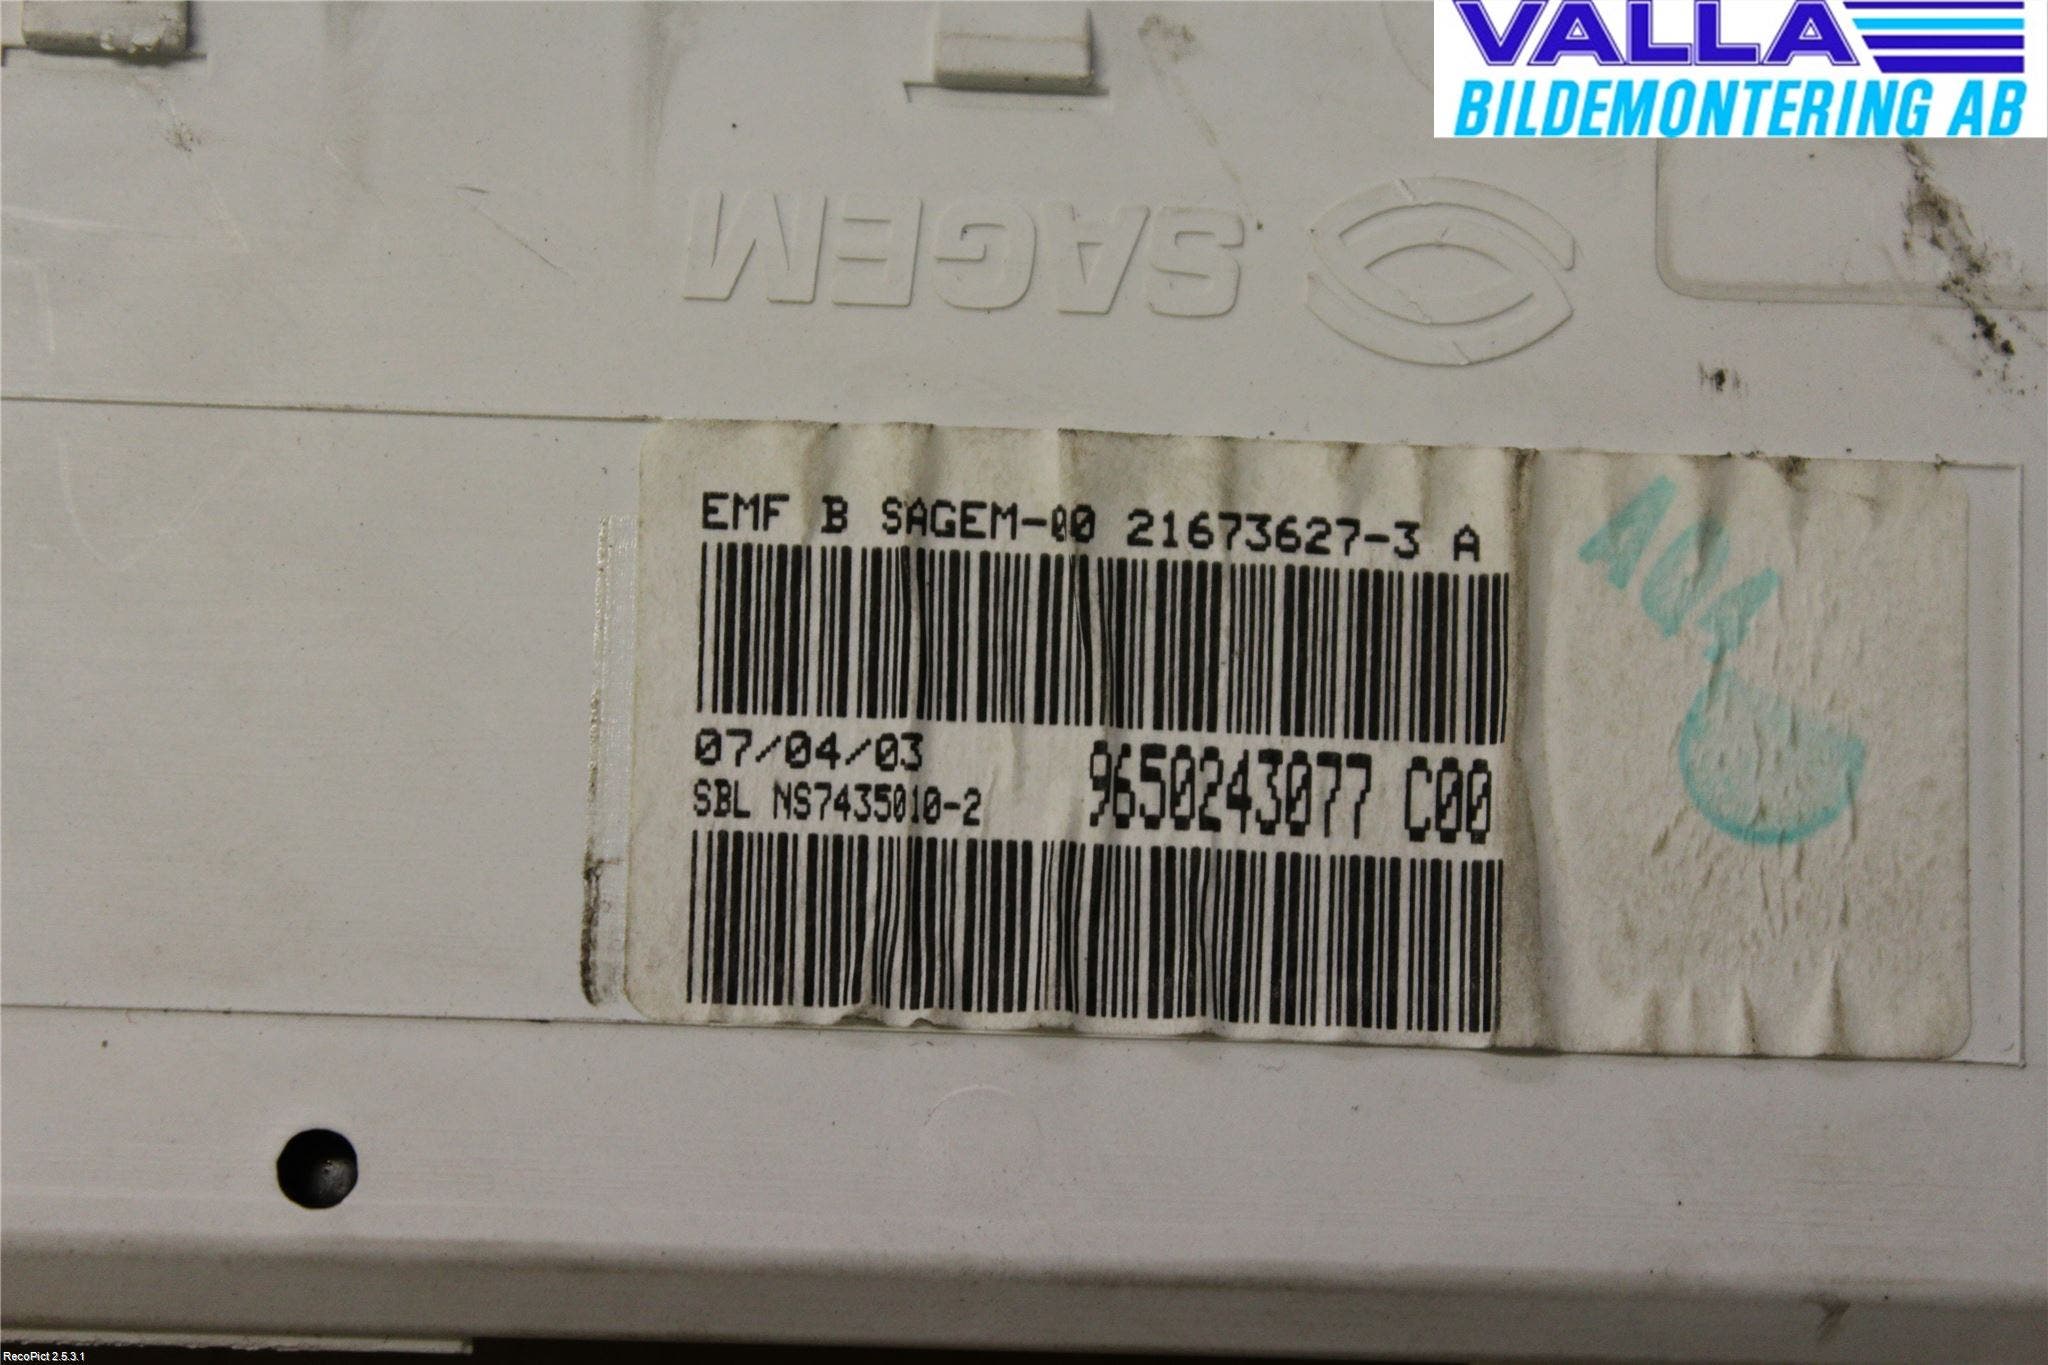 VALLA
BILDEMONTERING AB
SAGEM
EMF B SAGEM-00 21673627-3 A
07/04/03
9650243077 C00
SBL NS7435010-2
RecoPict 2.5.3.1